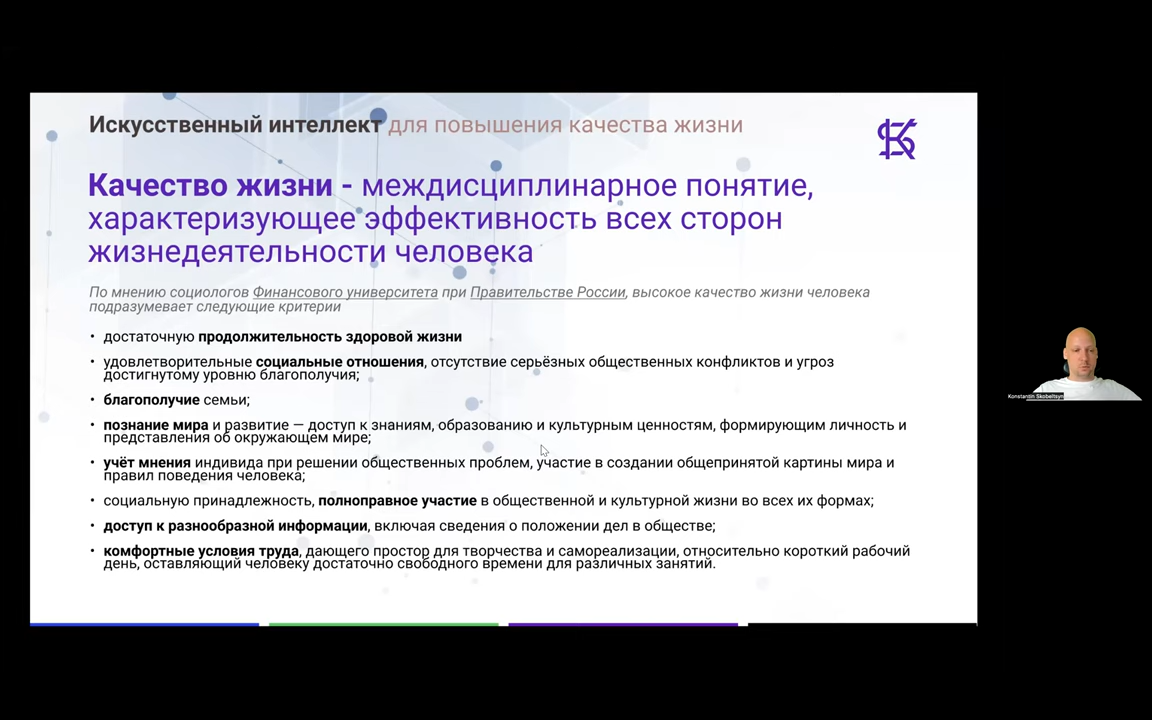 Искусственный интеллект для повышения качества жизни
Качество жизни - междисциплинарное понятие,
характеризующее эффективность всех сторон
жизнедеятельности человека
По мнению социологов Финансового университета при Правительстве России, высокое качество жизни человека
подразумевает следующие критерии
• достаточную продолжительность здоровой жизни
• удовлетворительные социальные отношения, отсутствие серьёзных общественных конфликтов и угроз
достигнутому уровню благополучия;
• благополучие семьи;
• познание мира и развитие — доступ к знаниям, образованию и культурным ценностям, формирующим личность и
представления об окружающем мире;
• учёт мнения индивида при решении общественных проблем, участие в создании общепринятой картины мира и
правил поведения человека;
• социальную принадлежность, полноправное участие в общественной и культурной жизни во всех их формах;
• доступ к разнообразной информации, включая сведения о положении дел в обществе;
• комфортные условия труда, дающего простор для творчества и самореализации, относительно короткий рабочий
день, оставляющий человеку достаточно свободного времени для различных занятий.
Konstantin Skobeltsyn